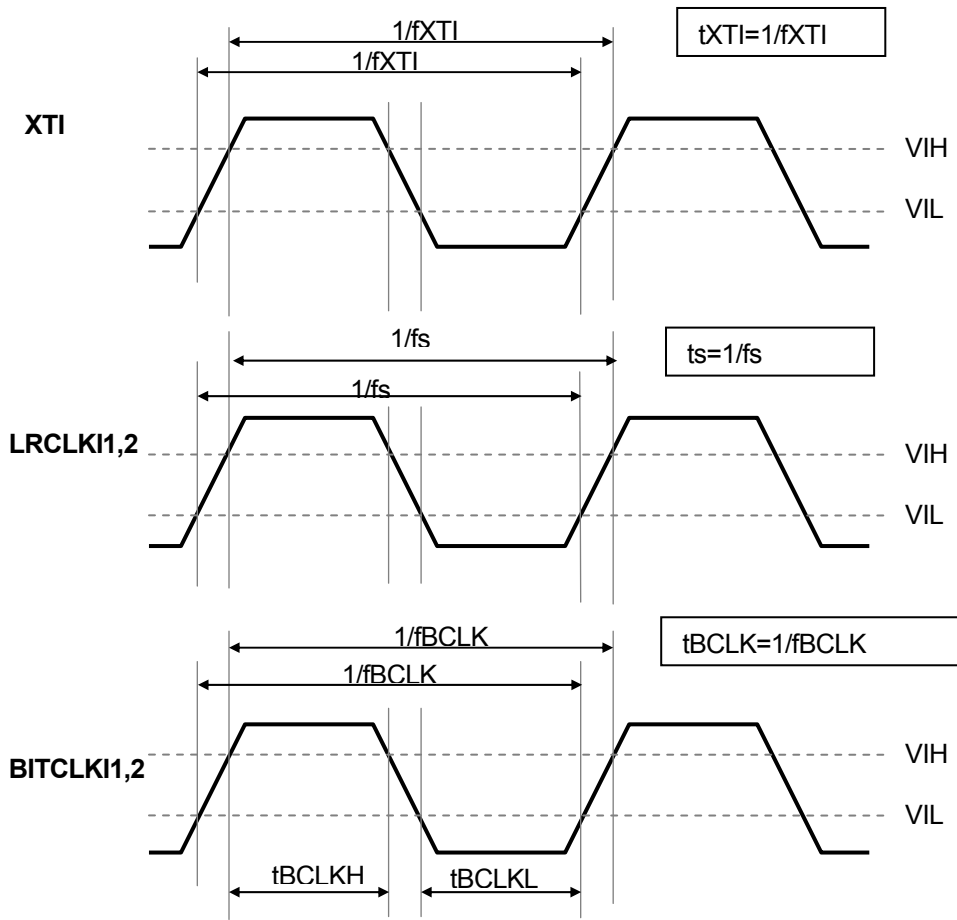 1/fXTI
tXTI=1/fXTI
1/fXTI
XTI
VIH
VIL
1/fs
ts=1/fs
1/fs
LRCLKI1,2
VIH
VIL
1/fBCLK
tBCLK=1/fBCLK
1/fBCLK
BITCLKI1,2
VIH
VIL
tBCLKH
tBCLKL